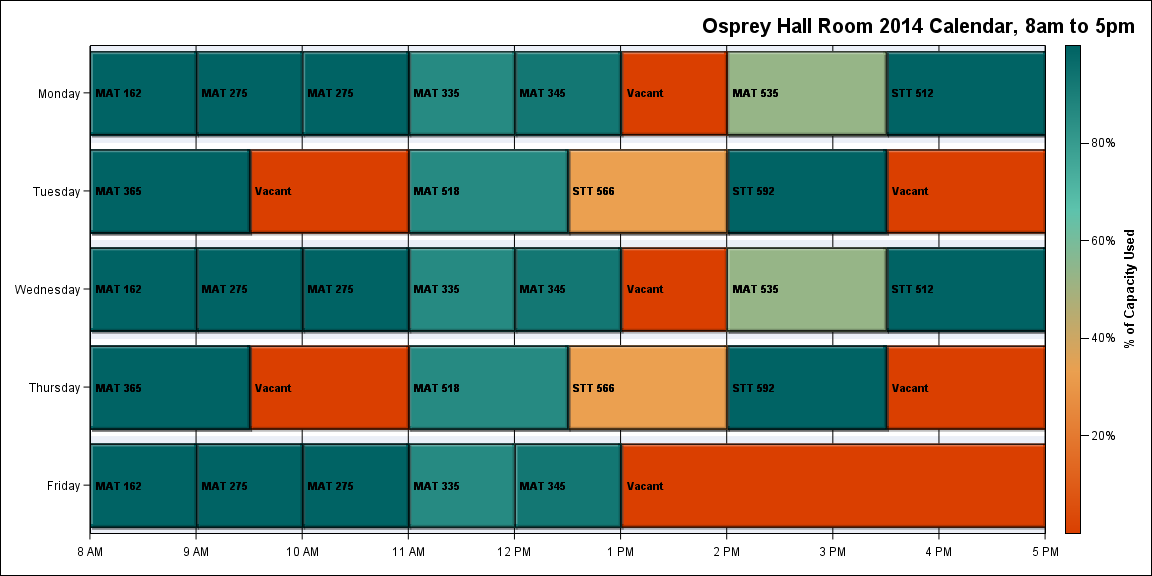 Osprey Hall Room 2014 Calendar, 8am to 5pm
Monday MAT 162 MAT 275 MAT 275 MAT 335 MAT 345 Vacant MAT 535 STT 512
80%
Tuesday MAT 365 Vacant MAT 518 STT 566 STT 592 Vacant
60%
% of Capacity Used
Wednesday MAT 162 MAT 275 MAT 275 MAT 335 MAT 345 Vacant MAT 535 STT 512
40%
Thursday MAT 365 Vacant MAT 518 STT 566 STT 592 Vacant
20%
Friday MAT 162 MAT 275 MAT 275 MAT 335 MAT 345 Vacant
8 AM 9 AM 10 AM 11 AM 12 PM 1 PM 2 PM 3 PM 4 PM 5 PM